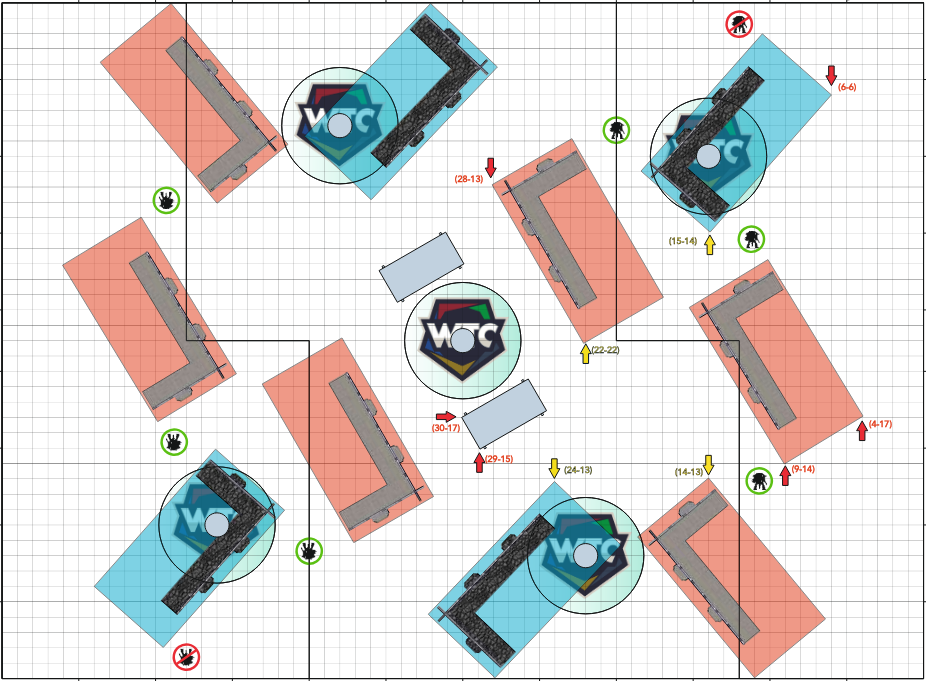 WTC
WTC
(6-6)
(28-13)
(15-14)
WTC
(22-22)
(4-17)
(30-17)
(29-15)
(24-13)
(14-13)
(9-14)
WTC
WTC